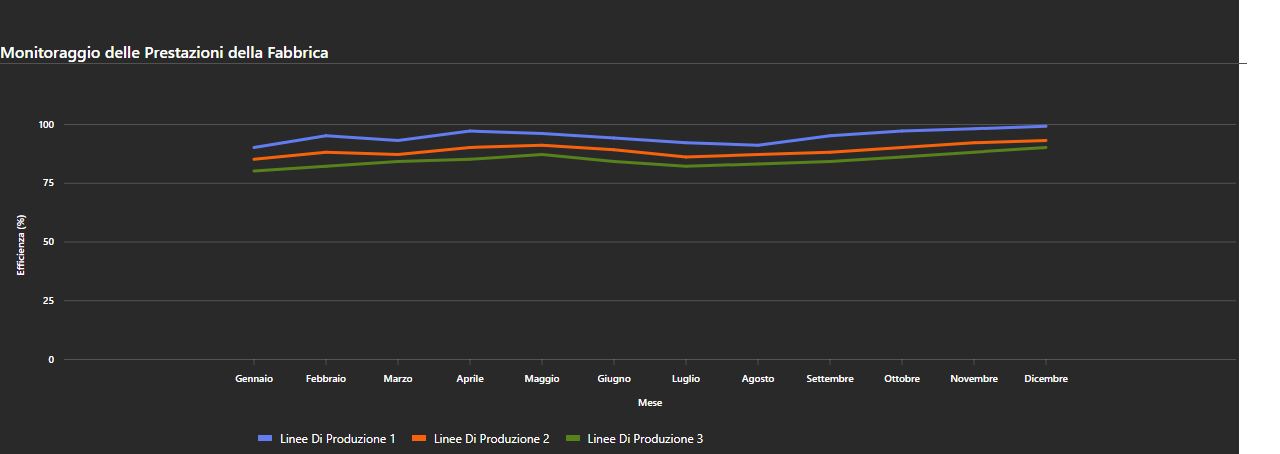 Monitoraggio delle Prestazioni della Fabbrica
100
75
50
25
0
Efficienza (%)
Gennaio Febbraio Marzo Aprile Maggio Giugno Luglio Agosto Settembre Ottobre Novembre Dicembre
Mese
Linee Di Produzione 1 Linee Di Produzione 2 Linee Di Produzione 3